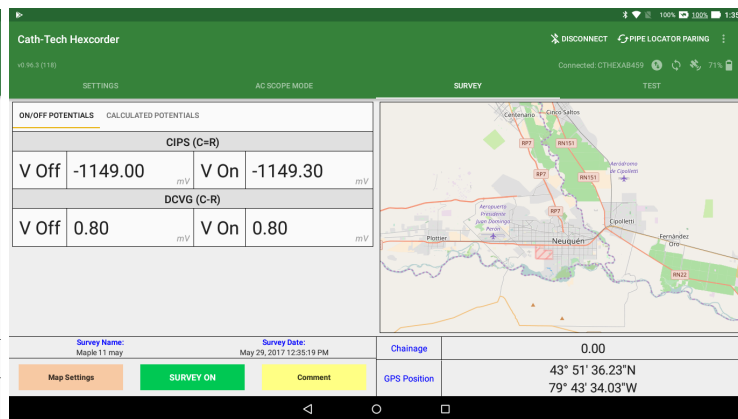 100% 100% 1:35
Cath-Tech Hexcorder
DISCONNECT PIPE LOCATOR PARING
v0.96.3 (118)
Connected: CTHEXAB459 71%
SETTINGS AC SCOPE MODE SURVEY TEST
ON/OFF POTENTIALS CALCULATED POTENTIALS
CIPS (C=R)
V Off -1149.00 mV V On -1149.30 mV
DCVG (C-R)
V Off 0.80 mV V On 0.80 mV
Centenario Cinco Saltos
RP7 RN151
RP7 RN151
Aeródromo
de Cipolletti
Aeropuerto
Presidente
Juan Domingo
Perón
RP7
Cipolletti
Plottier
Neuquén
Fernández
Oro
RN22
Survey Name:
Maple 11 may
Survey Date:
May 29, 2017 12:35:19 PM
Map Settings SURVEY ON Comment
Chainage 0.00
GPS Position
43° 51' 36.23"N
79° 43' 34.03"W